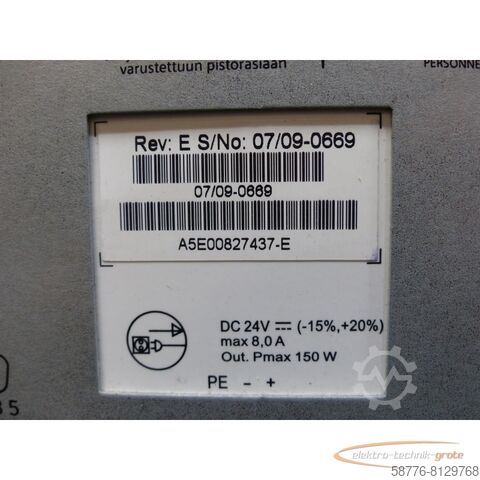 varustettuun pistorasiaan
PERSONNE
Rev: E S/No: 07/09-0669
07/09-0669
A5E00827437-E
DC 24V (-15%,+20%)
max 8,0 A
Out. Pmax 150 W
PE - +
35
elektro-technik-grote
58776-8129768